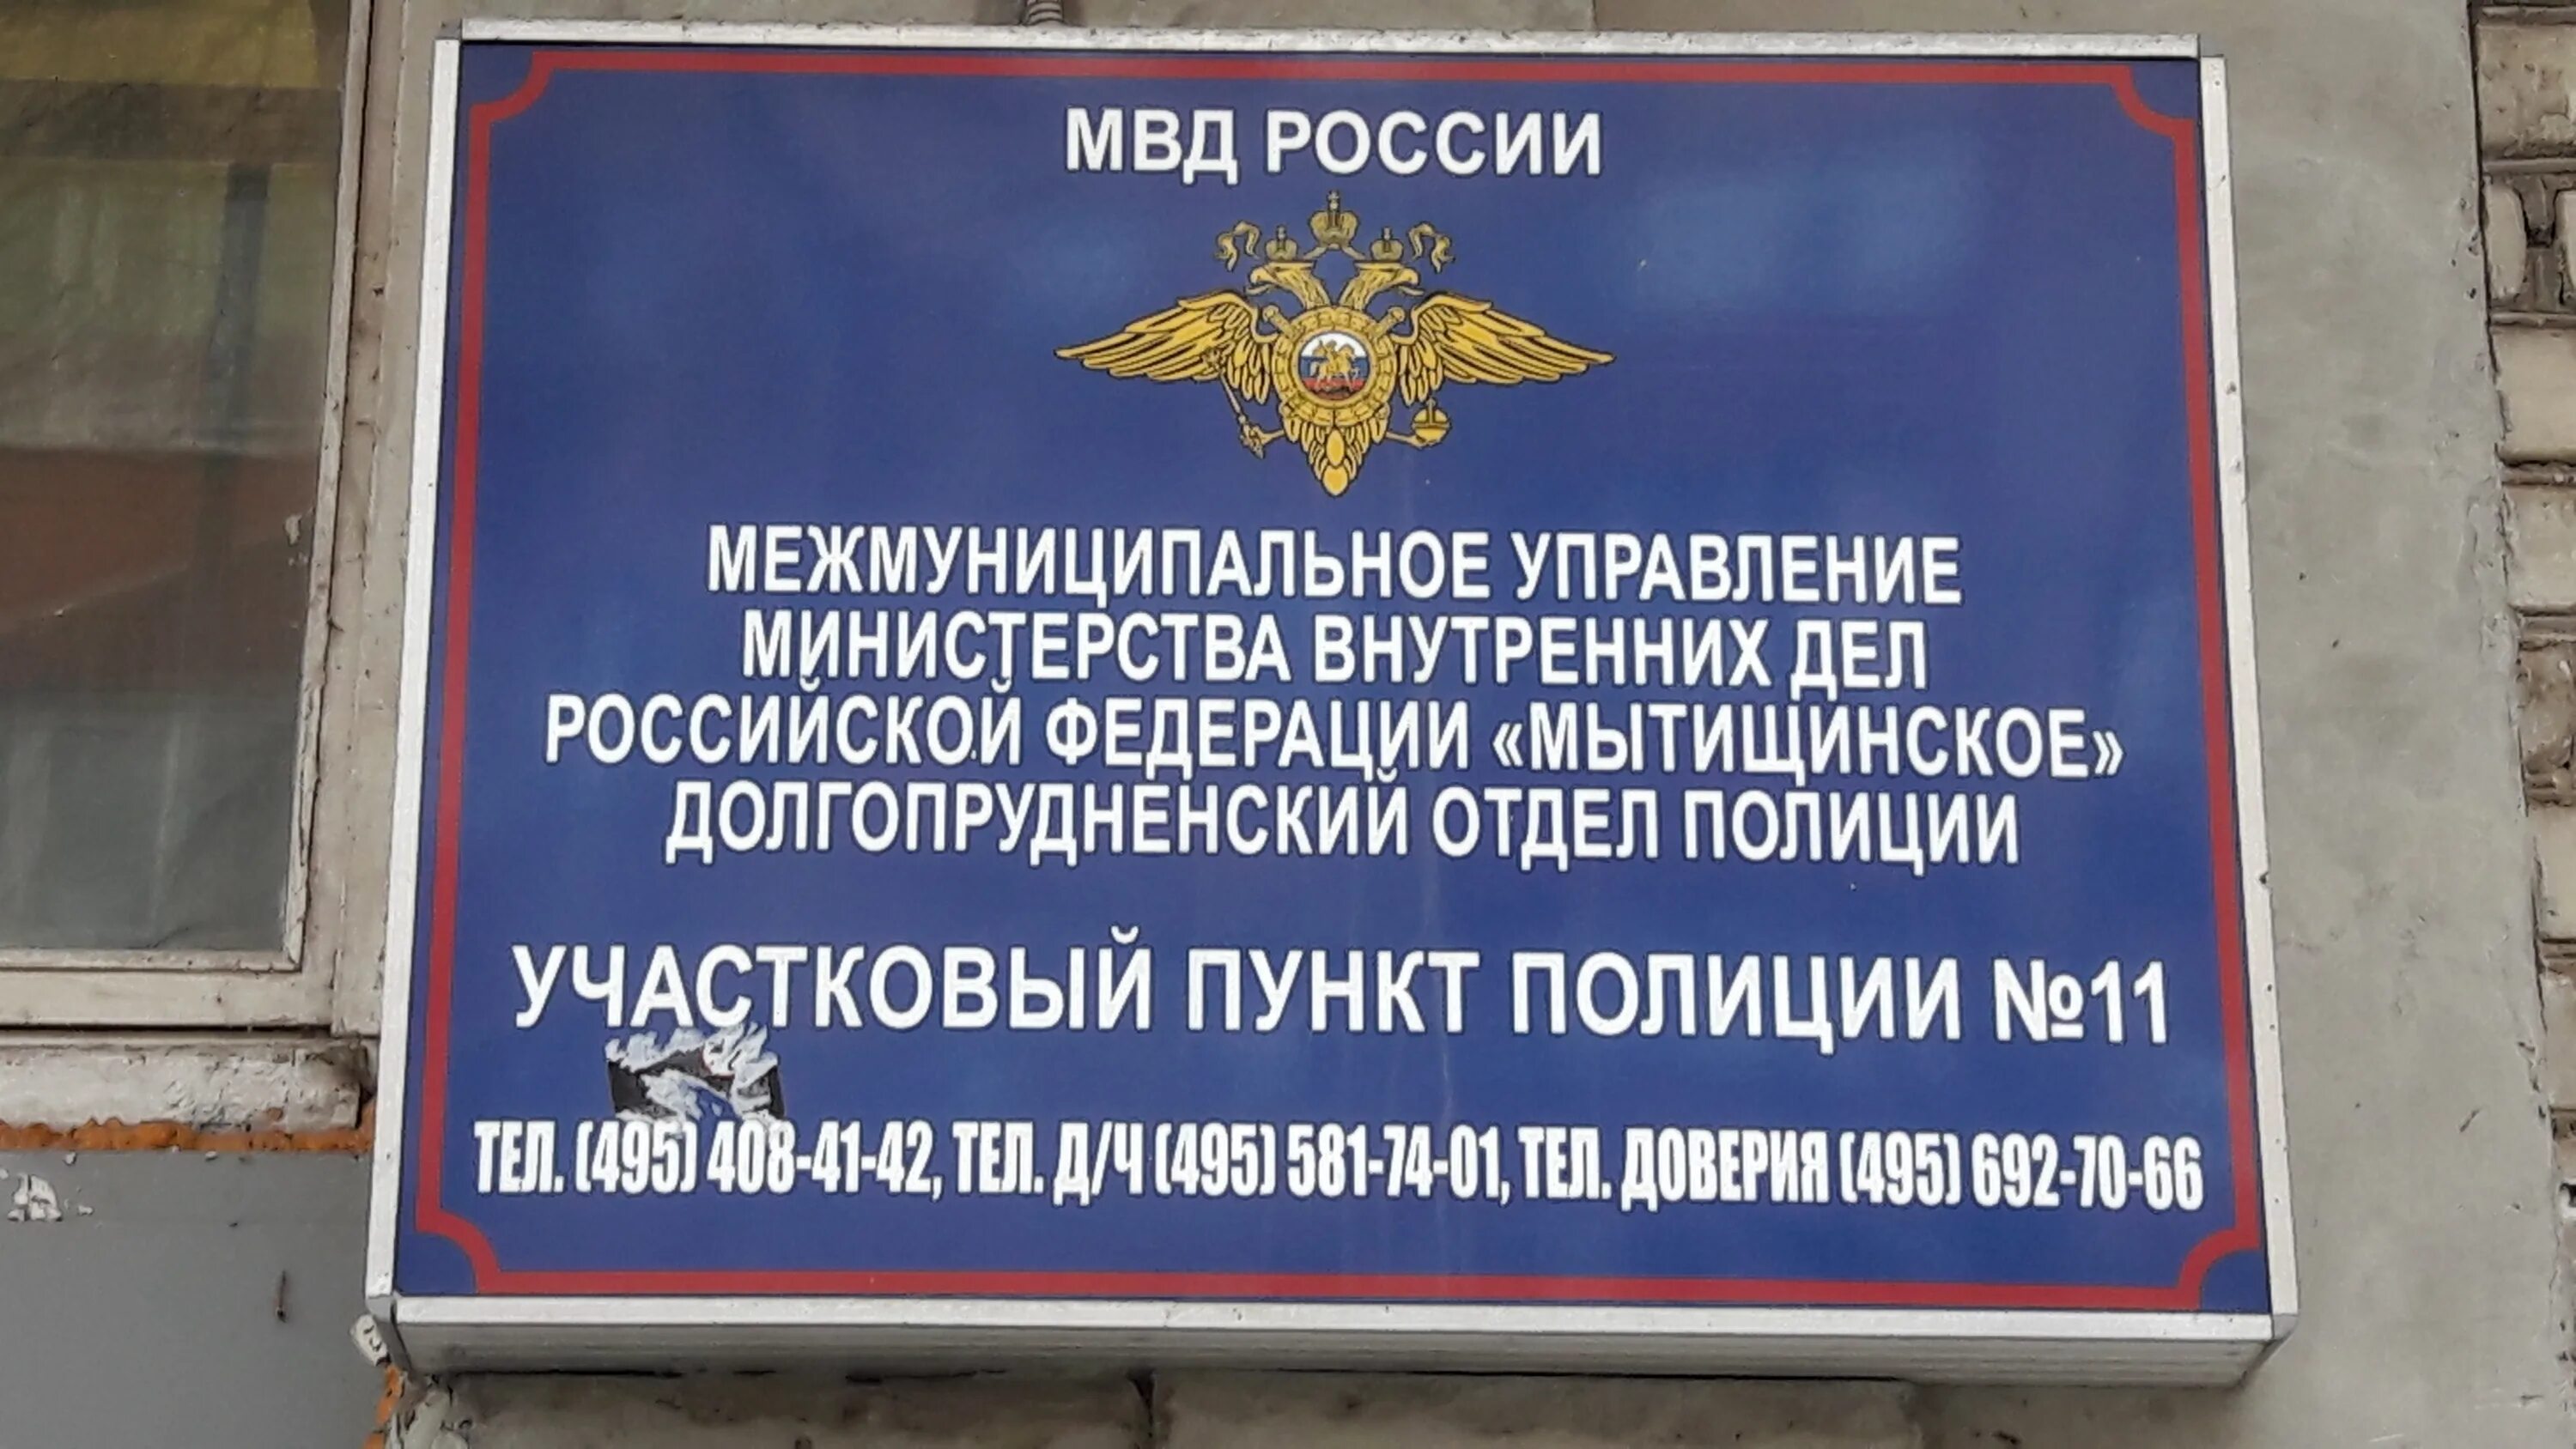 МВД РОССИИ
МЕЖМУНИЦИПАЛЬНОЕ УПРАВЛЕНИЕ
МИНИСТЕРСТВА ВНУТРЕННИХ ДЕЛ
РОССИЙСКОЙ ФЕДЕРАЦИИ «МЫТИЩИНСКОЕ»
ДОЛГОПРУДНЕНСКИЙ ОТДЕЛ ПОЛИЦИИ
УЧАСТКОВЫЙ ПУНКТ ПОЛИЦИИ №11
ТЕЛ. (495) 408-41-42, ТЕЛ. Д/Ч (495) 581-74-01, ТЕЛ. ДОВЕРИЯ (495) 692-70-66